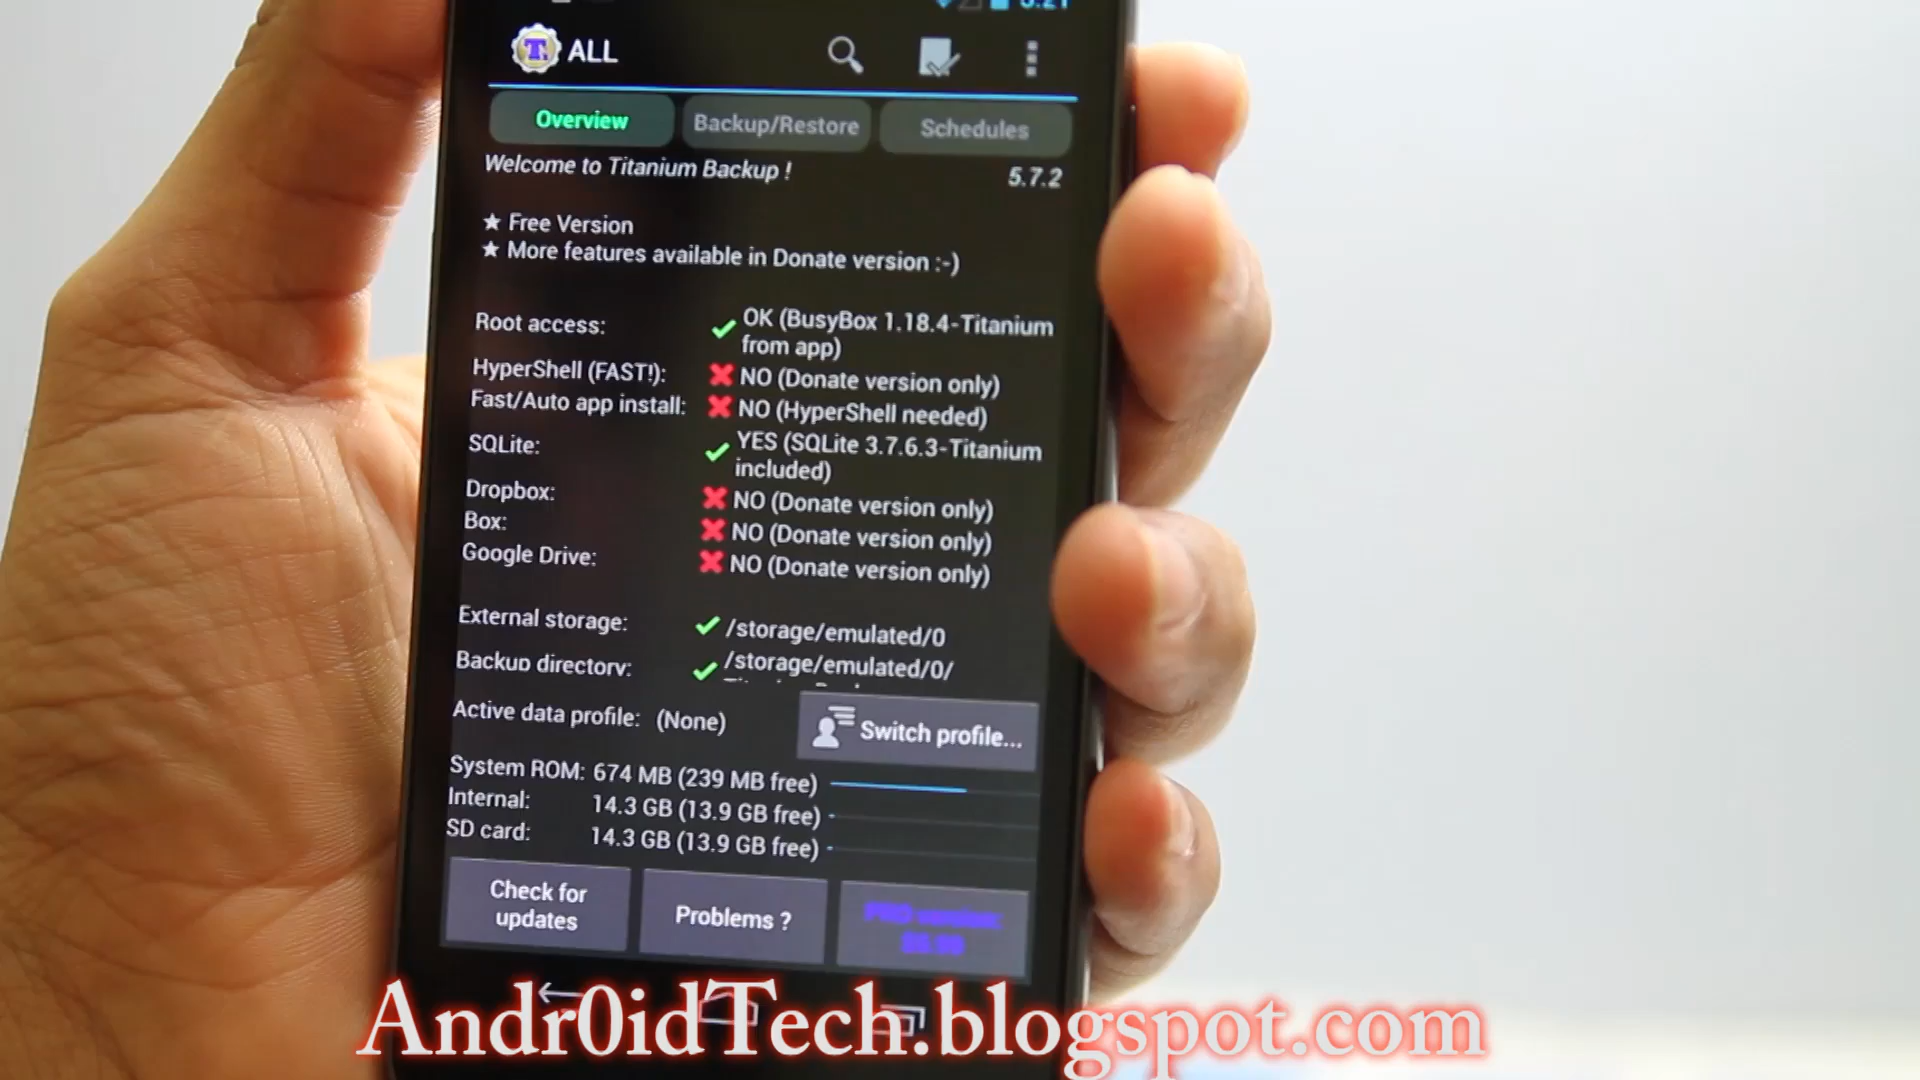 ALL
Overview
Backup/Restore
Schedules
Welcome to Titanium Backup !
5.7.2
★ Free Version
★ More features available in Donate version :-)
Root access:
OK (BusyBox 1.18.4-Titanium
from app)
HyperShell (FAST!):
NO (Donate version only)
Fast/Auto app install:
NO (HyperShell needed)
SQLite:
YES (SQLite 3.7.6.3-Titanium
included)
Dropbox:
NO (Donate version only)
Box:
NO (Donate version only)
Google Drive:
NO (Donate version only)
External storage:
/storage/emulated/0
Backup directory:
/storage/emulated/0/
Active data profile: (None)
Switch profile...
System ROM: 674 MB (239 MB free)
Internal: 14.3 GB (13.9 GB free)
SD card: 14.3 GB (13.9 GB free)
Check for
updates
Problems ?
PRO version:
Andr0idTech.blogspot.com